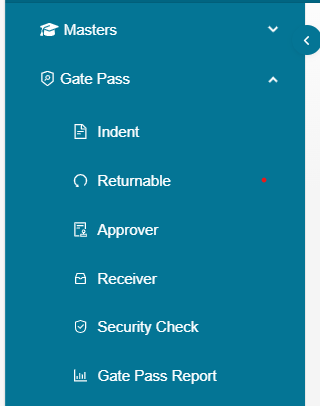 Masters
Gate Pass
Indent
Returnable
Approver
Receiver
Security Check
Gate Pass Report